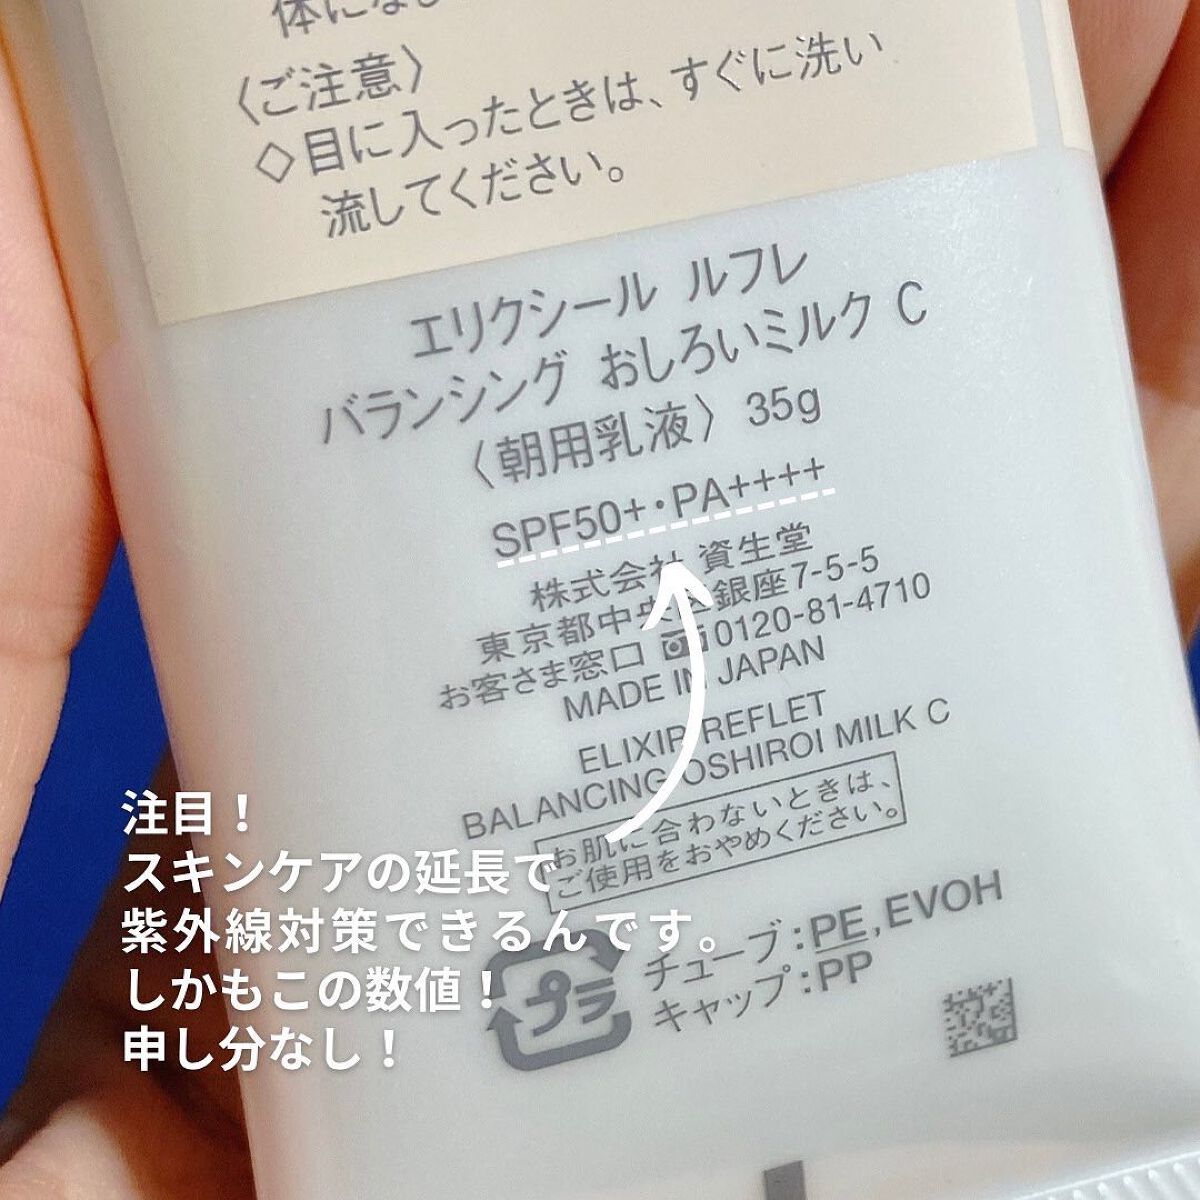 体にな
〈ご注意〉
◇目に入ったときは、すぐに洗い
流してください。
エリクシール ルフレ
バランシング おしろいミルク C
〈朝用乳液〉 35g
SPF50+・PA++++
株式会社 資生堂
東京都中央区銀座7-5-5
お客さま窓口 0120-81-4710
MADE IN JAPAN
ELIXIR REFLET
BALANCING OSHIROI MILK C
お肌に合わないときは、
ご使用をおやめください。
チューブ:PE,EVOH
キャップ:PP
プラ
注目！
スキンケアの延長で
紫外線対策できるんです。
しかもこの数値！
申し分なし！